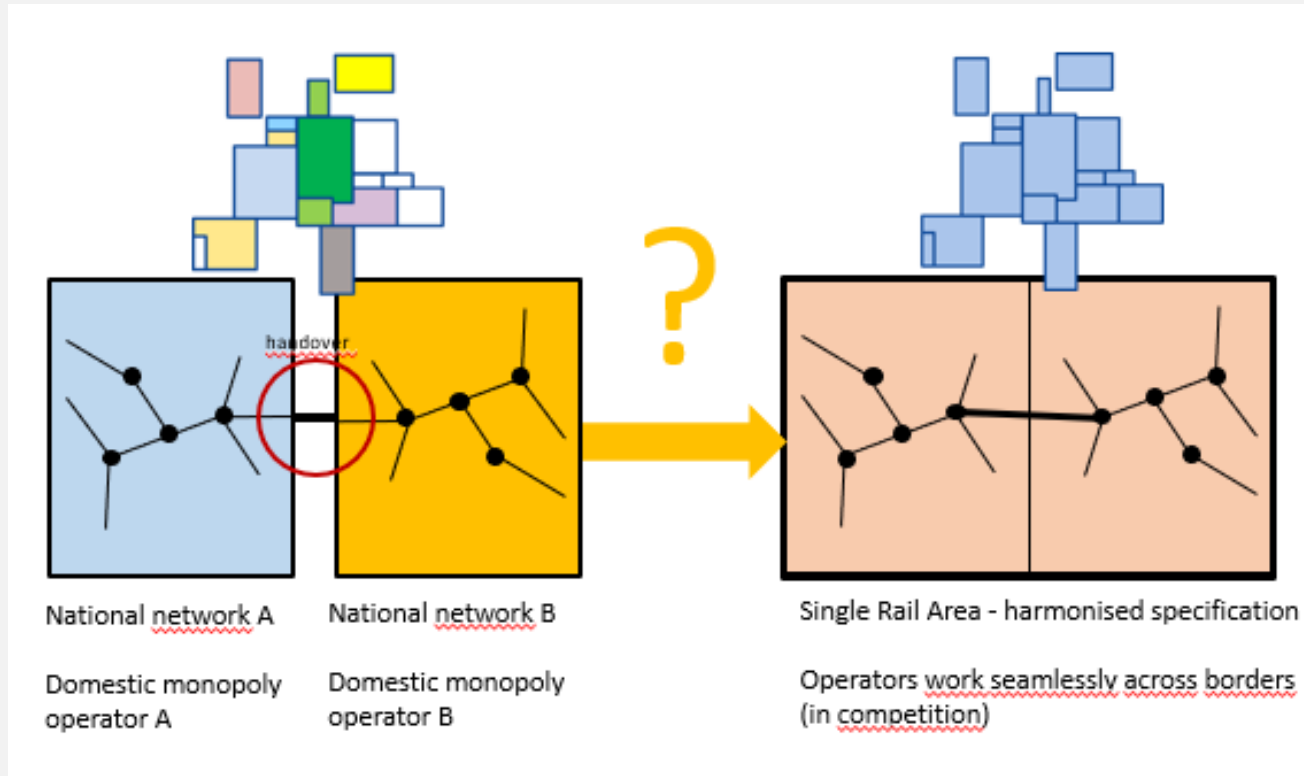 ?
handover
National network A
Domestic monopoly
operator A
National network B
Domestic monopoly
operator B
Single Rail Area - harmonised specification
Operators work seamlessly across borders
(in competition)